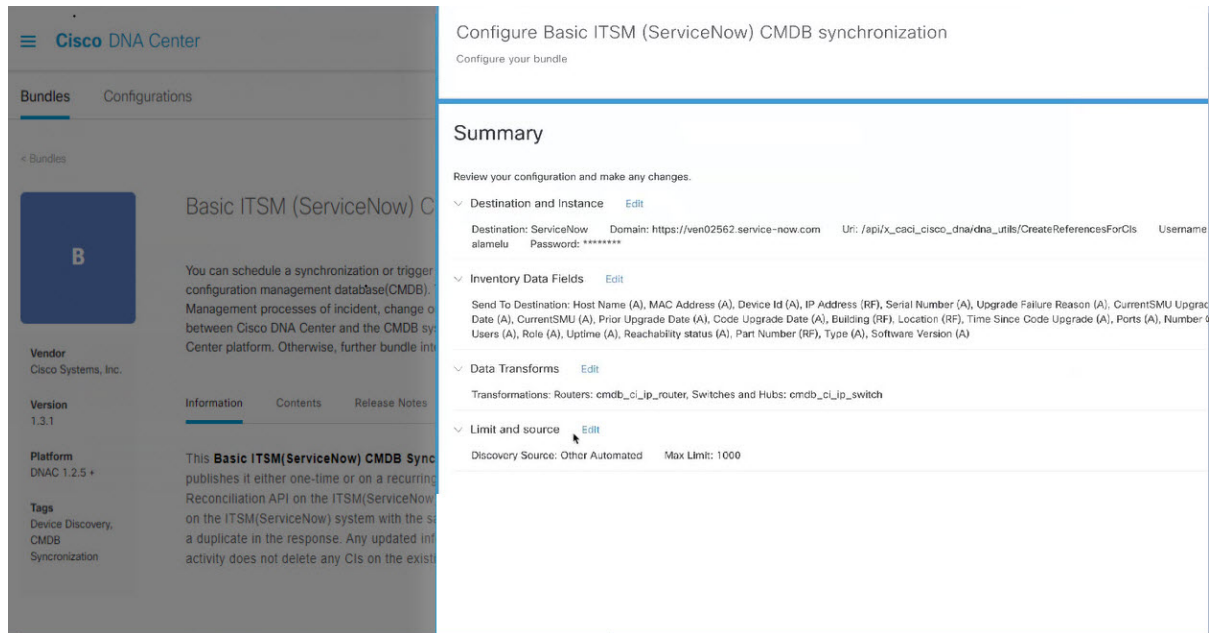 Cisco DNA Center
Bundles Configurations
< Bundles
B
Basic ITSM (ServiceNow) C
You can schedule a synchronization or trigger
configuration management database(CMDB).
Management processes of incident, change o
between Cisco DNA Center and the CMDB sy
Center platform. Otherwise, further bundle int
Vendor
Cisco Systems, Inc.
Version
1.3.1
Platform
DNAC 1.2.5 +
Tags
Device Discovery,
CMDB
Syncronization
Information Contents Release Notes
This Basic ITSM(ServiceNow) CMDB Sync
publishes it either one-time or on a recurring
Reconciliation API on the ITSM(ServiceNow
on the ITSM(ServiceNow) system with the sa
a duplicate in the response. Any updated inf
activity does not delete any CIs on the existi
Configure Basic ITSM (ServiceNow) CMDB synchronization
Configure your bundle
Summary
Review your configuration and make any changes.
Destination and Instance Edit
Destination: ServiceNow Domain: https://ven02562.service-now.com Uri: /api/x_caci_cisco_dna/dna_utils/CreateReferencesForCIs Username
alamelu Password: ********
Inventory Data Fields Edit
Send To Destination: Host Name (A), MAC Address (A), Device Id (A), IP Address (RF), Serial Number (A), Upgrade Failure Reason (A), CurrentSMU Upgrad
Date (A), CurrentSMU (A), Prior Upgrade Date (A), Code Upgrade Date (A), Building (RF), Location (RF), Time Since Code Upgrade (A), Ports (A), Number
Users (A), Role (A), Uptime (A), Reachability status (A), Part Number (RF), Type (A), Software Version (A)
Data Transforms Edit
Transformations: Routers: cmdb_ci_ip_router, Switches and Hubs: cmdb_ci_ip_switch
Limit and source Edit
Discovery Source: Other Automated Max Limit: 1000